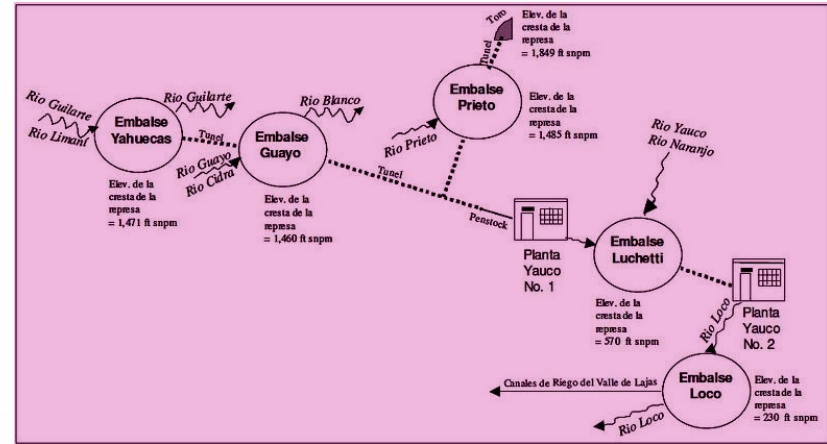 Toro
Tunel
Elev. de la
cresta de la
represa
= 1,849 ft snpm
Embalse
Prieto
Elev. de la
cresta de la
represa
= 1,485 ft snpm
Rio Prieto
Rio Guilarte
Rio Limaní
Embalse
Yahuecas
Rio Guilarte
Tunel
Elev. de la
cresta de la
represa
= 1,471 ft snpm
Rio Blanco
Embalse
Guayo
Rio Guayo
Rio Cidra
Elev. de la
cresta de la
represa
= 1,460 ft snpm
Tunel
Penstock
Planta
Yauco
No. 1
Rio Yauco
Rio Naranjo
Embalse
Luchetti
Elev. de la
cresta de la
represa
= 570 ft snpm
Planta
Yauco
No. 2
Rio Loco
Embalse
Loco
Elev. de la
cresta de la
represa
= 230 ft snpm
Canales de Riego del Valle de Lajas
Rio Loco